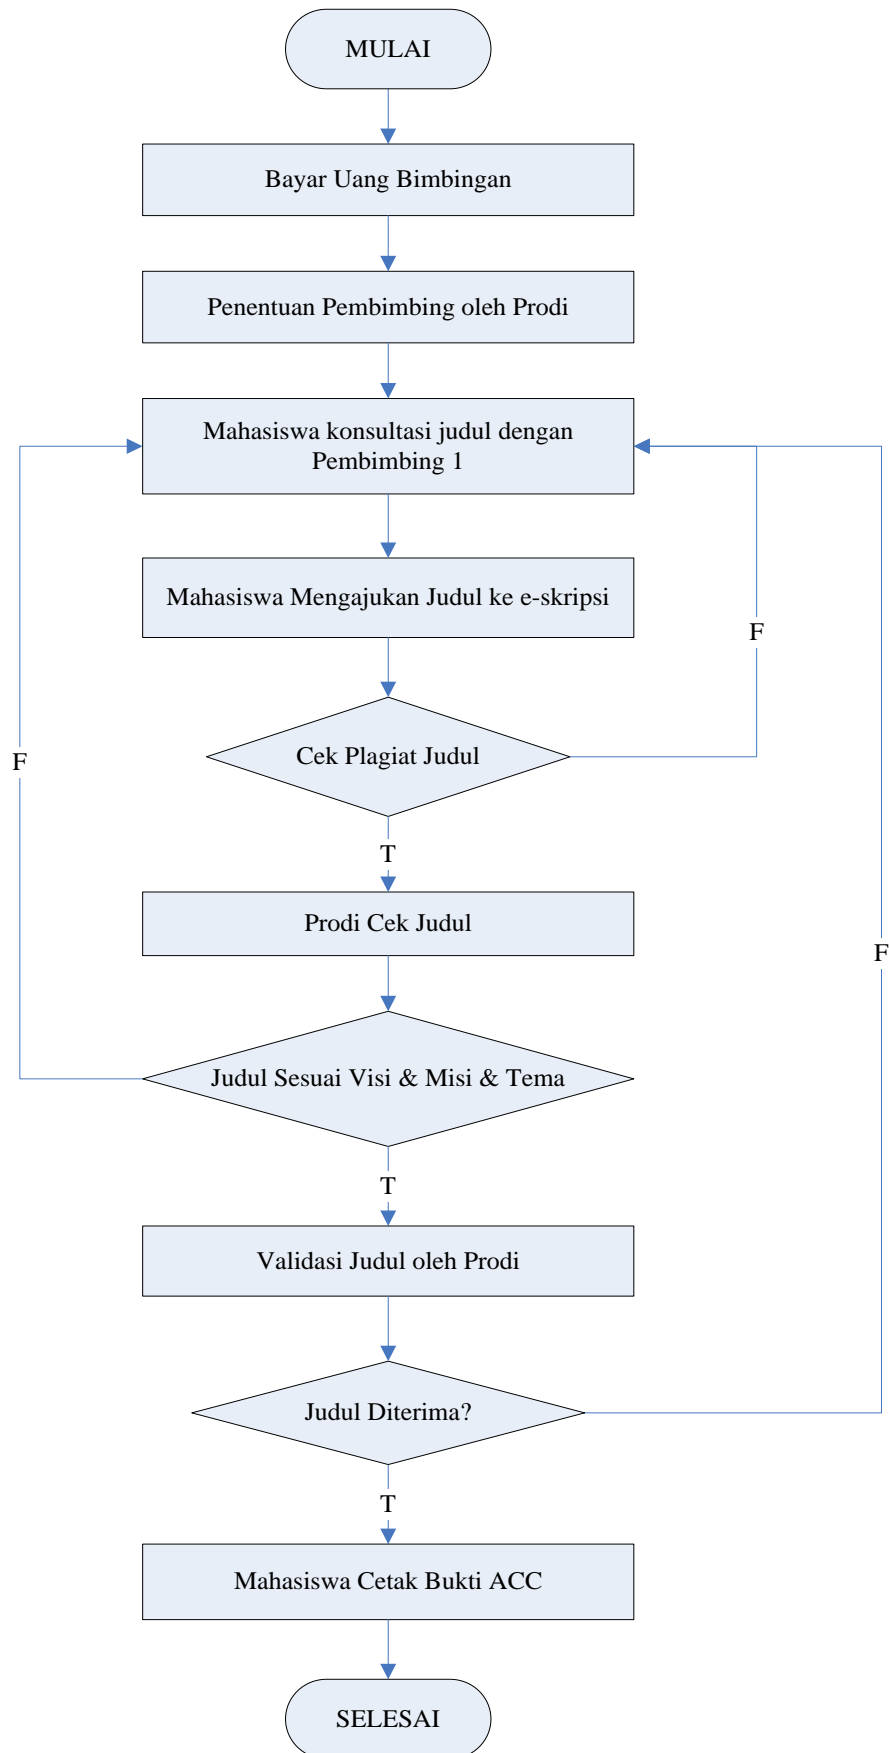 MULAI
Bayar Uang Bimbingan
Penentuan Pembimbing oleh Prodi
Mahasiswa konsultasi judul dengan
Pembimbing 1
Mahasiswa Mengajukan Judul ke e-skripsi
F
Cek Plagiat Judul
F
T
Prodi Cek Judul
F
Judul Sesuai Visi & Misi & Tema
T
Validasi Judul oleh Prodi
Judul Diterima?
T
Mahasiswa Cetak Bukti ACC
SELESAI